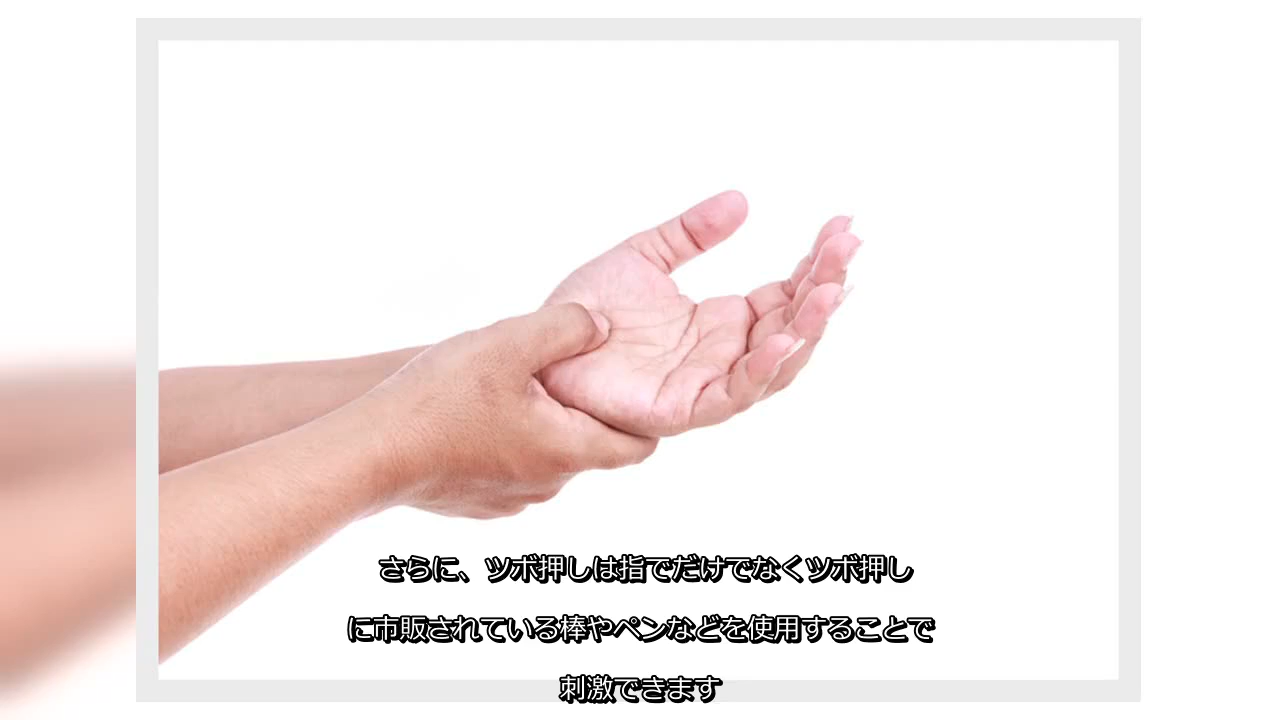 さらに、ツボ押しは指でだけでなくツボ押し
に市販されている棒やペンなどを使用することで
刺激できます